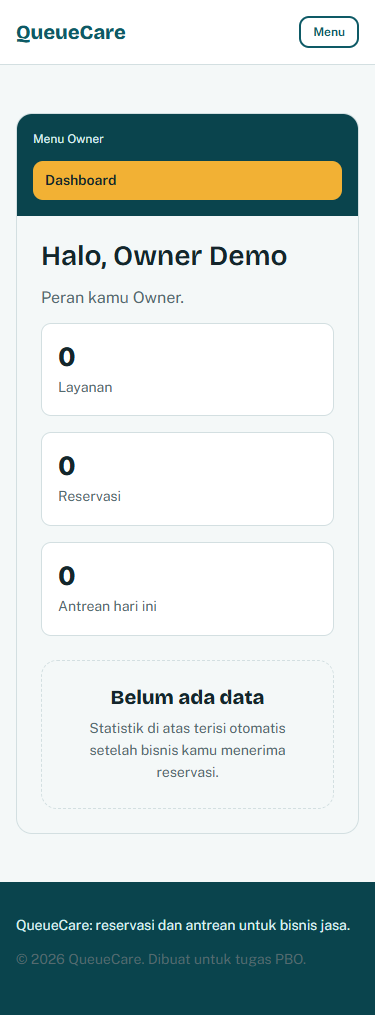 QueueCare
Menu
Menu Owner
Dashboard
Halo, Owner Demo
Peran kamu Owner.
0
Layanan
0
Reservasi
0
Antrean hari ini
Belum ada data
Statistik di atas terisi otomatis
setelah bisnis kamu menerima
reservasi.
QueueCare: reservasi dan antrean untuk bisnis jasa.
© 2026 QueueCare. Dibuat untuk tugas PBO.